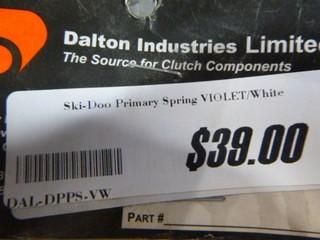 Dalton Industries Limite
The Source for Clutch Components
Ski-Doo Primary Spring VIOLET/White
$39.00
DAL-DPPS-VW
PART#